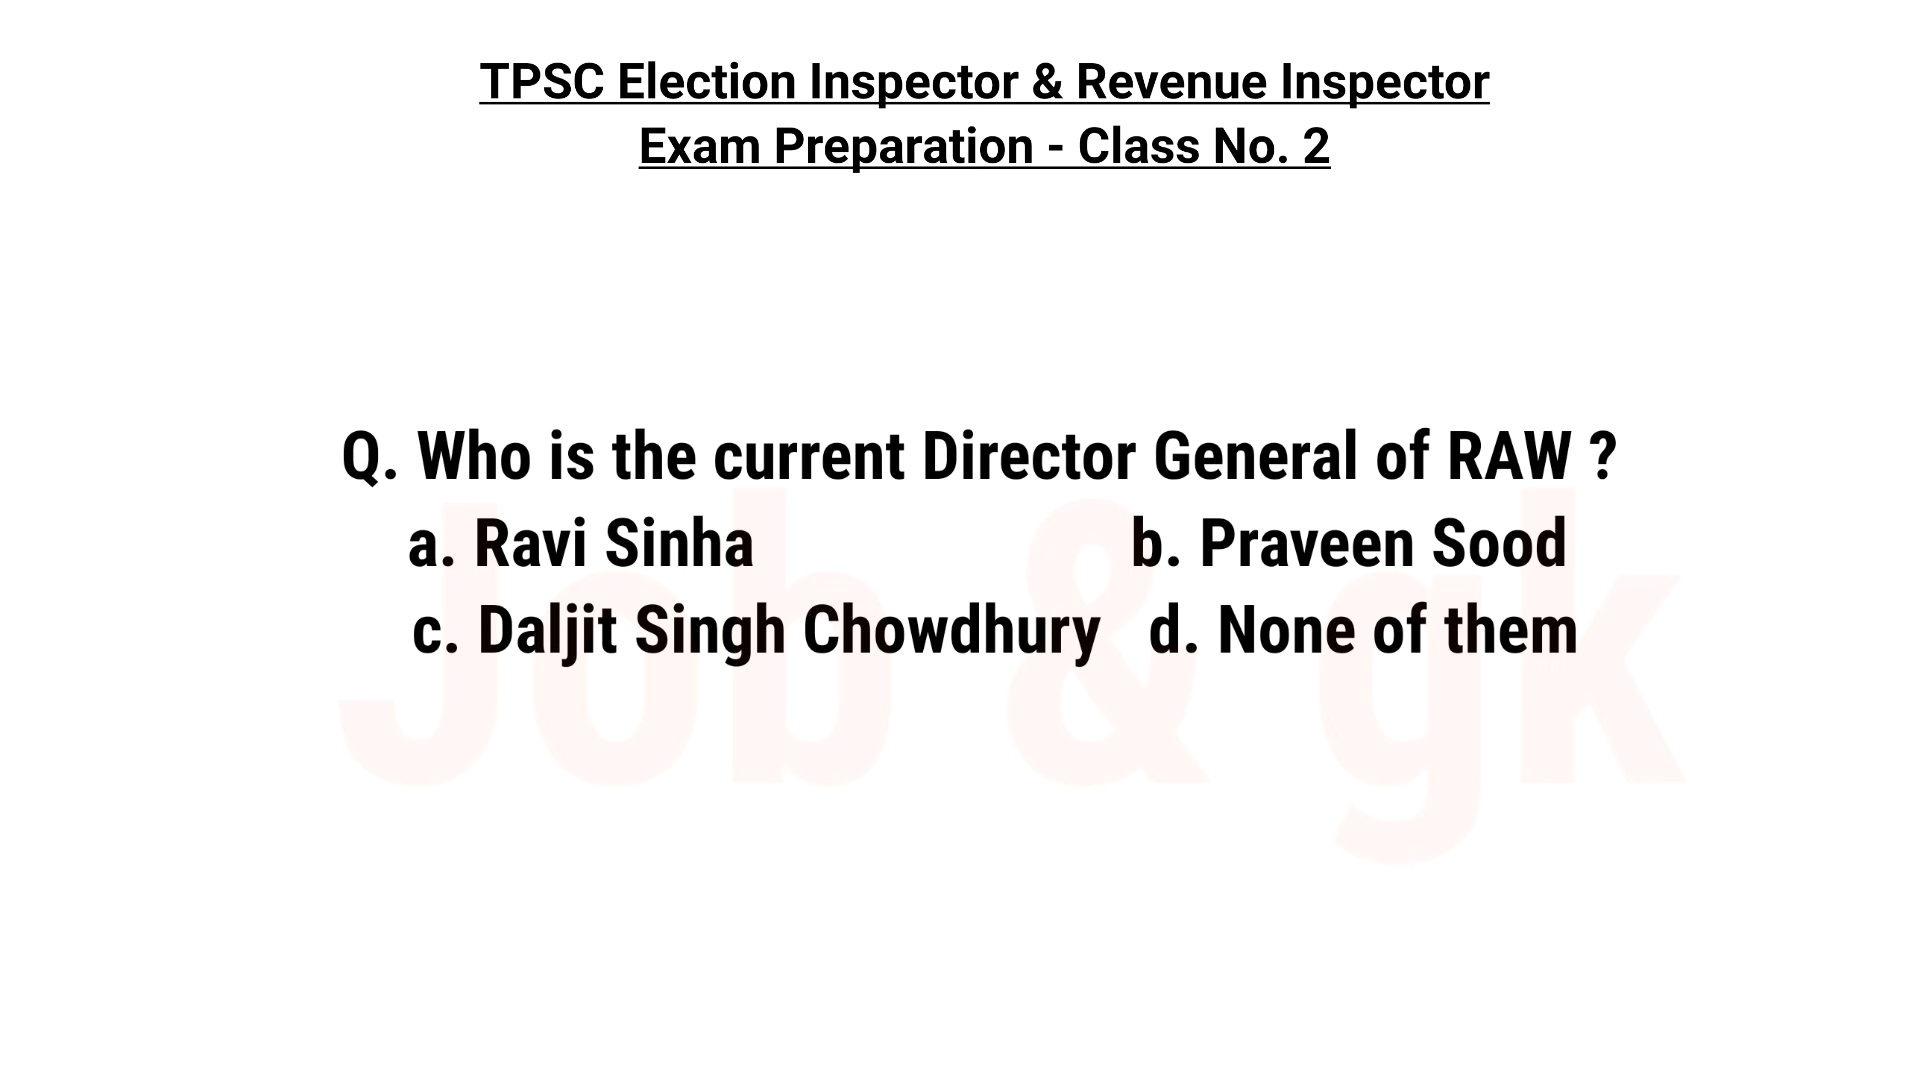 TPSC Election Inspector & Revenue Inspector
Exam Preparation - Class No. 2
Q. Who is the current Director General of RAW ?
a. Ravi Sinha b. Praveen Sood
c. Daljit Singh Chowdhury d. None of them
Job & gk